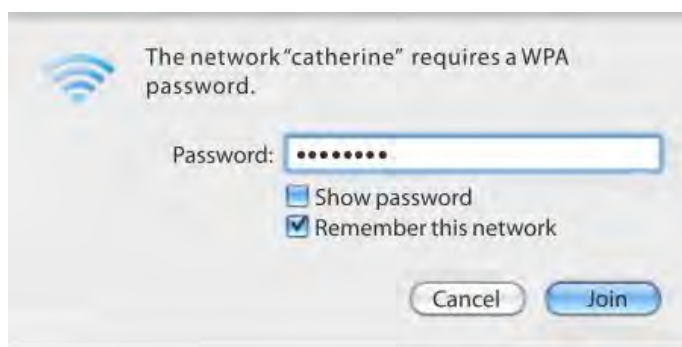 The network “catherine” requires a WPA
password.
Password: ••••••••
Show password
Remember this network
Cancel Join